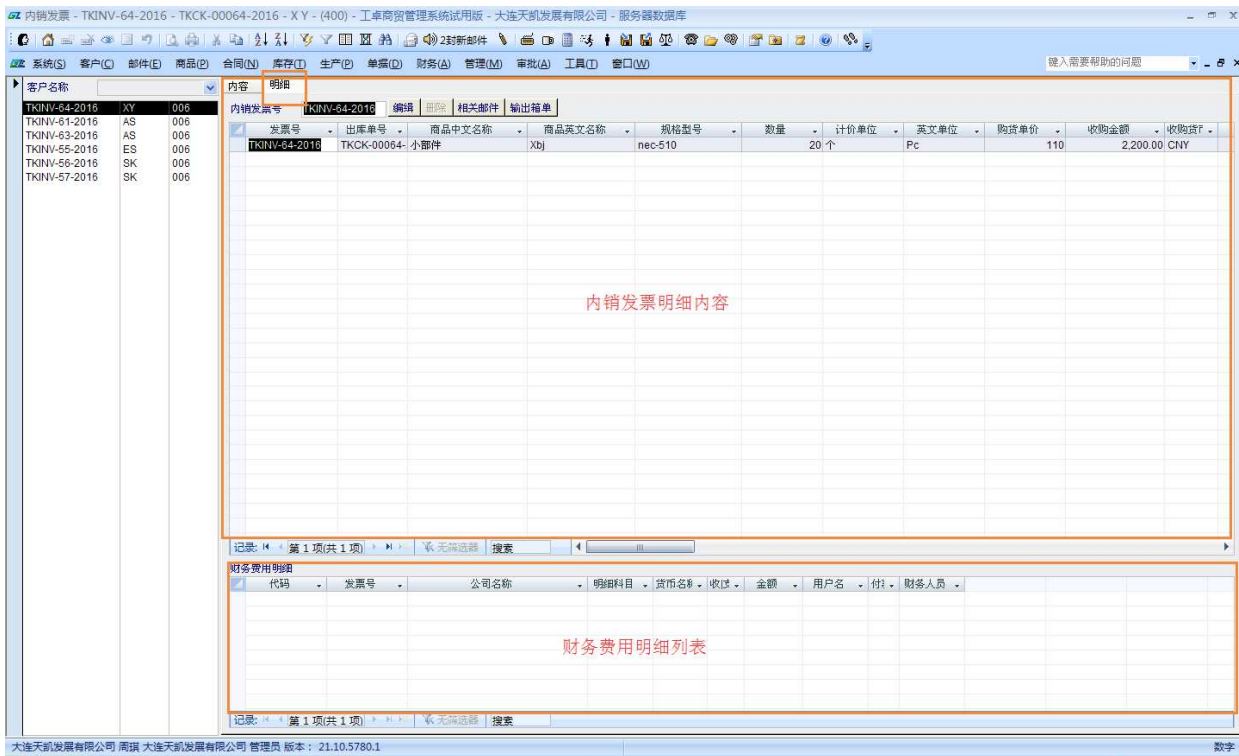 内销发票 - TKINV-64-2016 - TKCK-00064-2016 - X Y - (400) - 工卓商贸管理系统试用版 - 大连天凯发展有限公司 - 服务器数据库
2封新邮件
系统(S) 客户(C) 邮件(E) 商品(P) 合同(N) 库存(T) 生产(P) 单据(D) 财务(A) 管理(M) 审批(A) 工具(T) 窗口(W) 键入需要帮助的问题
客户名称
TKINV-64-2016 XY 006
TKINV-61-2016 AS 006
TKINV-63-2016 AS 006
TKINV-55-2016 ES 006
TKINV-56-2016 SK 006
TKINV-57-2016 SK 006
内容 明细
内销发票号 TKINV-64-2016 编辑 删除 相关邮件 输出箱单
发票号 出库单号 商品中文名称 商品英文名称 规格型号 数量 计价单位 英文单位 购货单价 收购金额 收购货
TKINV-64-2016 TKCK-00064- 小部件 Xbj nec-510 20 个 Pc 110 2,200.00 CNY
内销发票明细内容
记录: 第 1 项(共 1 项) 无筛选器 搜索
财务费用明细
代码 发票号 公司名称 明细科目 货币名称 金额 用户名 财务人员
财务费用明细列表
记录: 第 1 项(共 1 项) 无筛选器 搜索
大连天凯发展有限公司 周琪 大连天凯发展有限公司 管理员 版本: 21.10.5780.1 数字